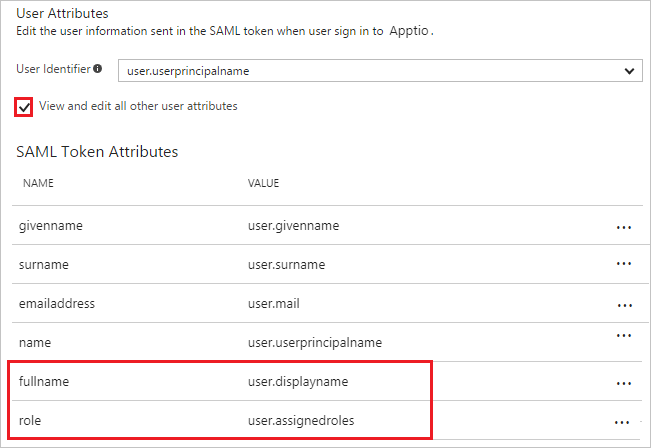 User Attributes
Edit the user information sent in the SAML token when user sign in to Apptio.
User Identifier
user.userprincipalname
View and edit all other user attributes
SAML Token Attributes
NAME VALUE
givenname user.givenname ...
surname user.surname ...
emailaddress user.mail ...
name user.userprincipalname ...
fullname user.displayname ...
role user.assignedroles ...